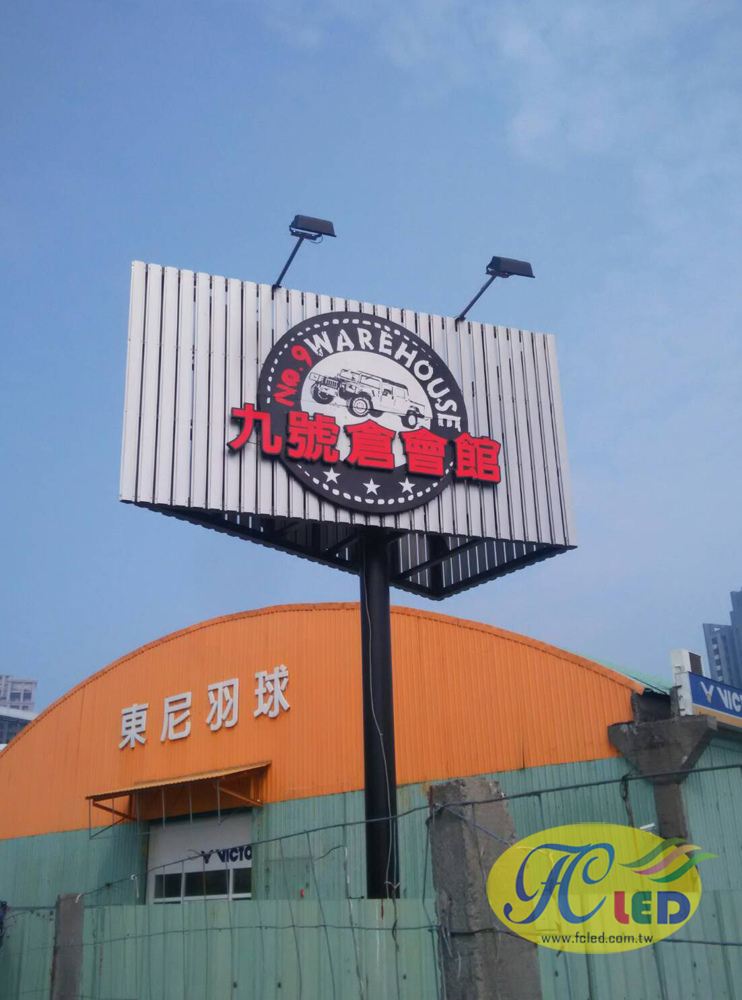 No.9 WAREHOUSE
九號倉會館
東尼羽球
VIC
VICTO
FC LED
www.fcled.com.tw